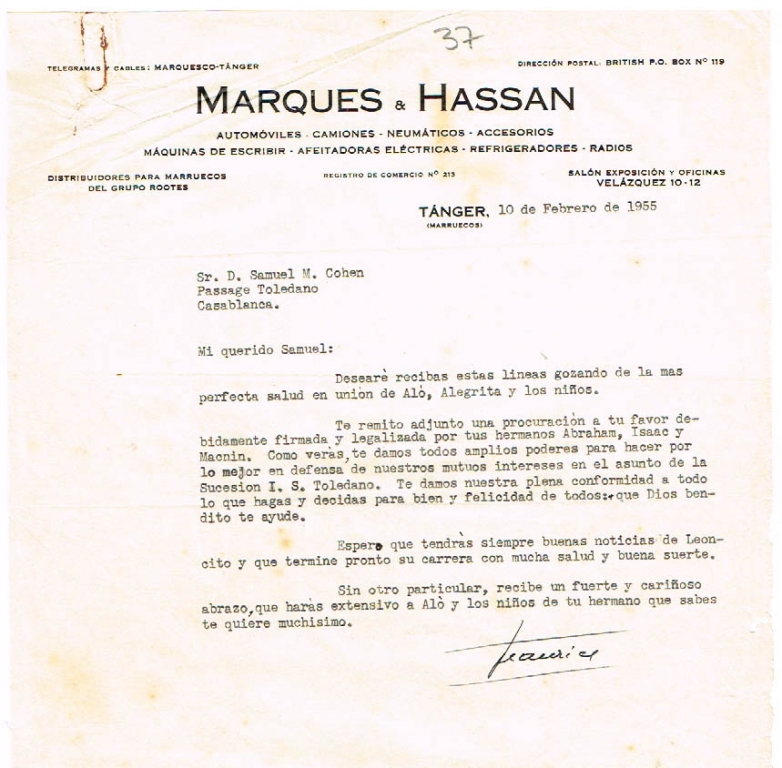 37
TELEGRAMAS Y CABLES: MARQUESCO-TÁNGER
DIRECCIÓN POSTAL: BRITISH P.O. BOX Nº 119
MARQUES & HASSAN
AUTOMÓVILES - CAMIONES - NEUMÁTICOS - ACCESORIOS
MÁQUINAS DE ESCRIBIR - AFEITADORAS ELÉCTRICAS - REFRIGERADORES - RADIOS
DISTRIBUIDORES PARA MARRUECOS
DEL GRUPO ROOTES
REGISTRO DE COMERCIO Nº 213
SALÓN EXPOSICIÓN Y OFICINAS
VELÁZQUEZ 10-12
TÁNGER, 10 de Febrero de 1955
(MARRUECOS)
Sr. D. Samuel M. Cohen
Passage Toledano
Casablanca.
Mi querido Samuel:
Desearè recibas estas lineas gozando de la mas
perfecta salud en unión de Alò, Alegrita y los niños.
Te remito adjunto una procuración a tu favor de-
bidamente firmada y legalizada por tus hermanos Abraham, Isaac y
Macnin. Como veràs, te damos todos amplios poderes para hacer por
lo mejor en defensa de nuestros mutuos intereses en el asunto de la
Sucesion I. S. Toledano. Te damos nuestra plena conformidad a todo
lo que hagas y decidas para bien y felicidad de todos: que Dios ben-
dito te ayude.
Espero que tendràs siempre buenas noticias de Leon-
cito y que termine pronto su carrera con mucha salud y buena suerte.
Sin otro particular, recibe un fuerte y cariñoso
abrazo, que haràs extensivo a Alò y los niños de tu hermano que sabes
te quiere muchisimo.